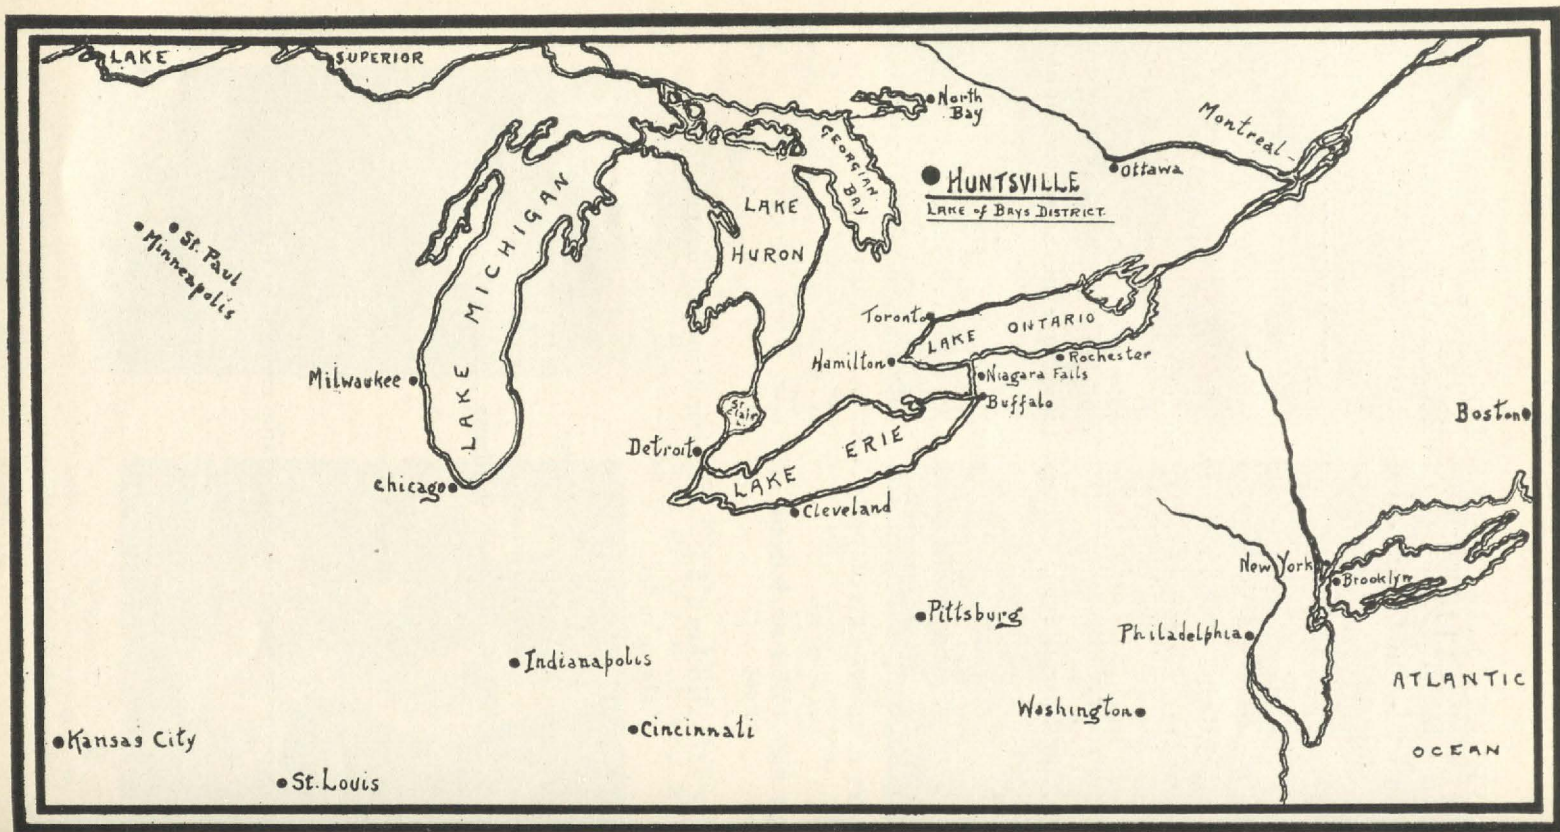 LAKE SUPERIOR
North
Bay
Montreal
GEORGIAN
BAY
Ottawa
HUNTSVILLE
LAKE of BAYS DISTRICT
LAKE
HURON
LAKE MICHIGAN
St. Paul
Minneapolis
Toronto
LAKE ONTARIO
Hamilton
Rochester
Niagara Falls
Milwaukee
Buffalo
St.
Clair
Boston
Detroit
LAKE ERIE
Chicago
Cleveland
New York
Brooklyn
Pittsburg
Philadelphia
Indianapolis
ATLANTIC
OCEAN
Washington
Cincinnati
Kansas City
St. Louis